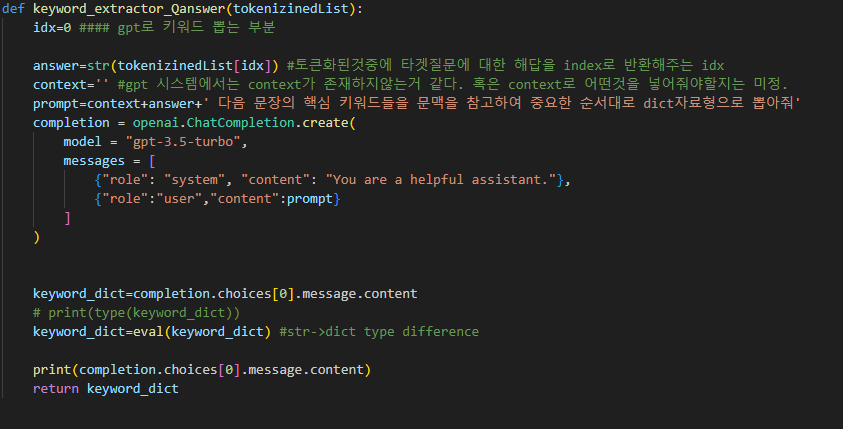 def keyword_extractor_Qanswer(tokenizinedList):
idx=0 #### gpt로 키워드 뽑는 부분
answer=str(tokenizinedList[idx]) #토큰화된것중에 타겟질문에 대한 해답을 index로 반환해주는 idx
context='' #gpt 시스템에서는 context가 존재하지않는거 같다. 혹은 context로 어떤것을 넣어줘야할지는 미정.
prompt=context+answer+' 다음 문장의 핵심 키워드들을 문맥을 참고하여 중요한 순서대로 dict자료형으로 뽑아줘'
completion = openai.ChatCompletion.create(
model = "gpt-3.5-turbo",
messages = [
{"role": "system", "content": "You are a helpful assistant."},
{"role":"user","content":prompt}
]
)
keyword_dict=completion.choices[0].message.content
# print(type(keyword_dict))
keyword_dict=eval(keyword_dict) #str->dict type difference
print(completion.choices[0].message.content)
return keyword_dict